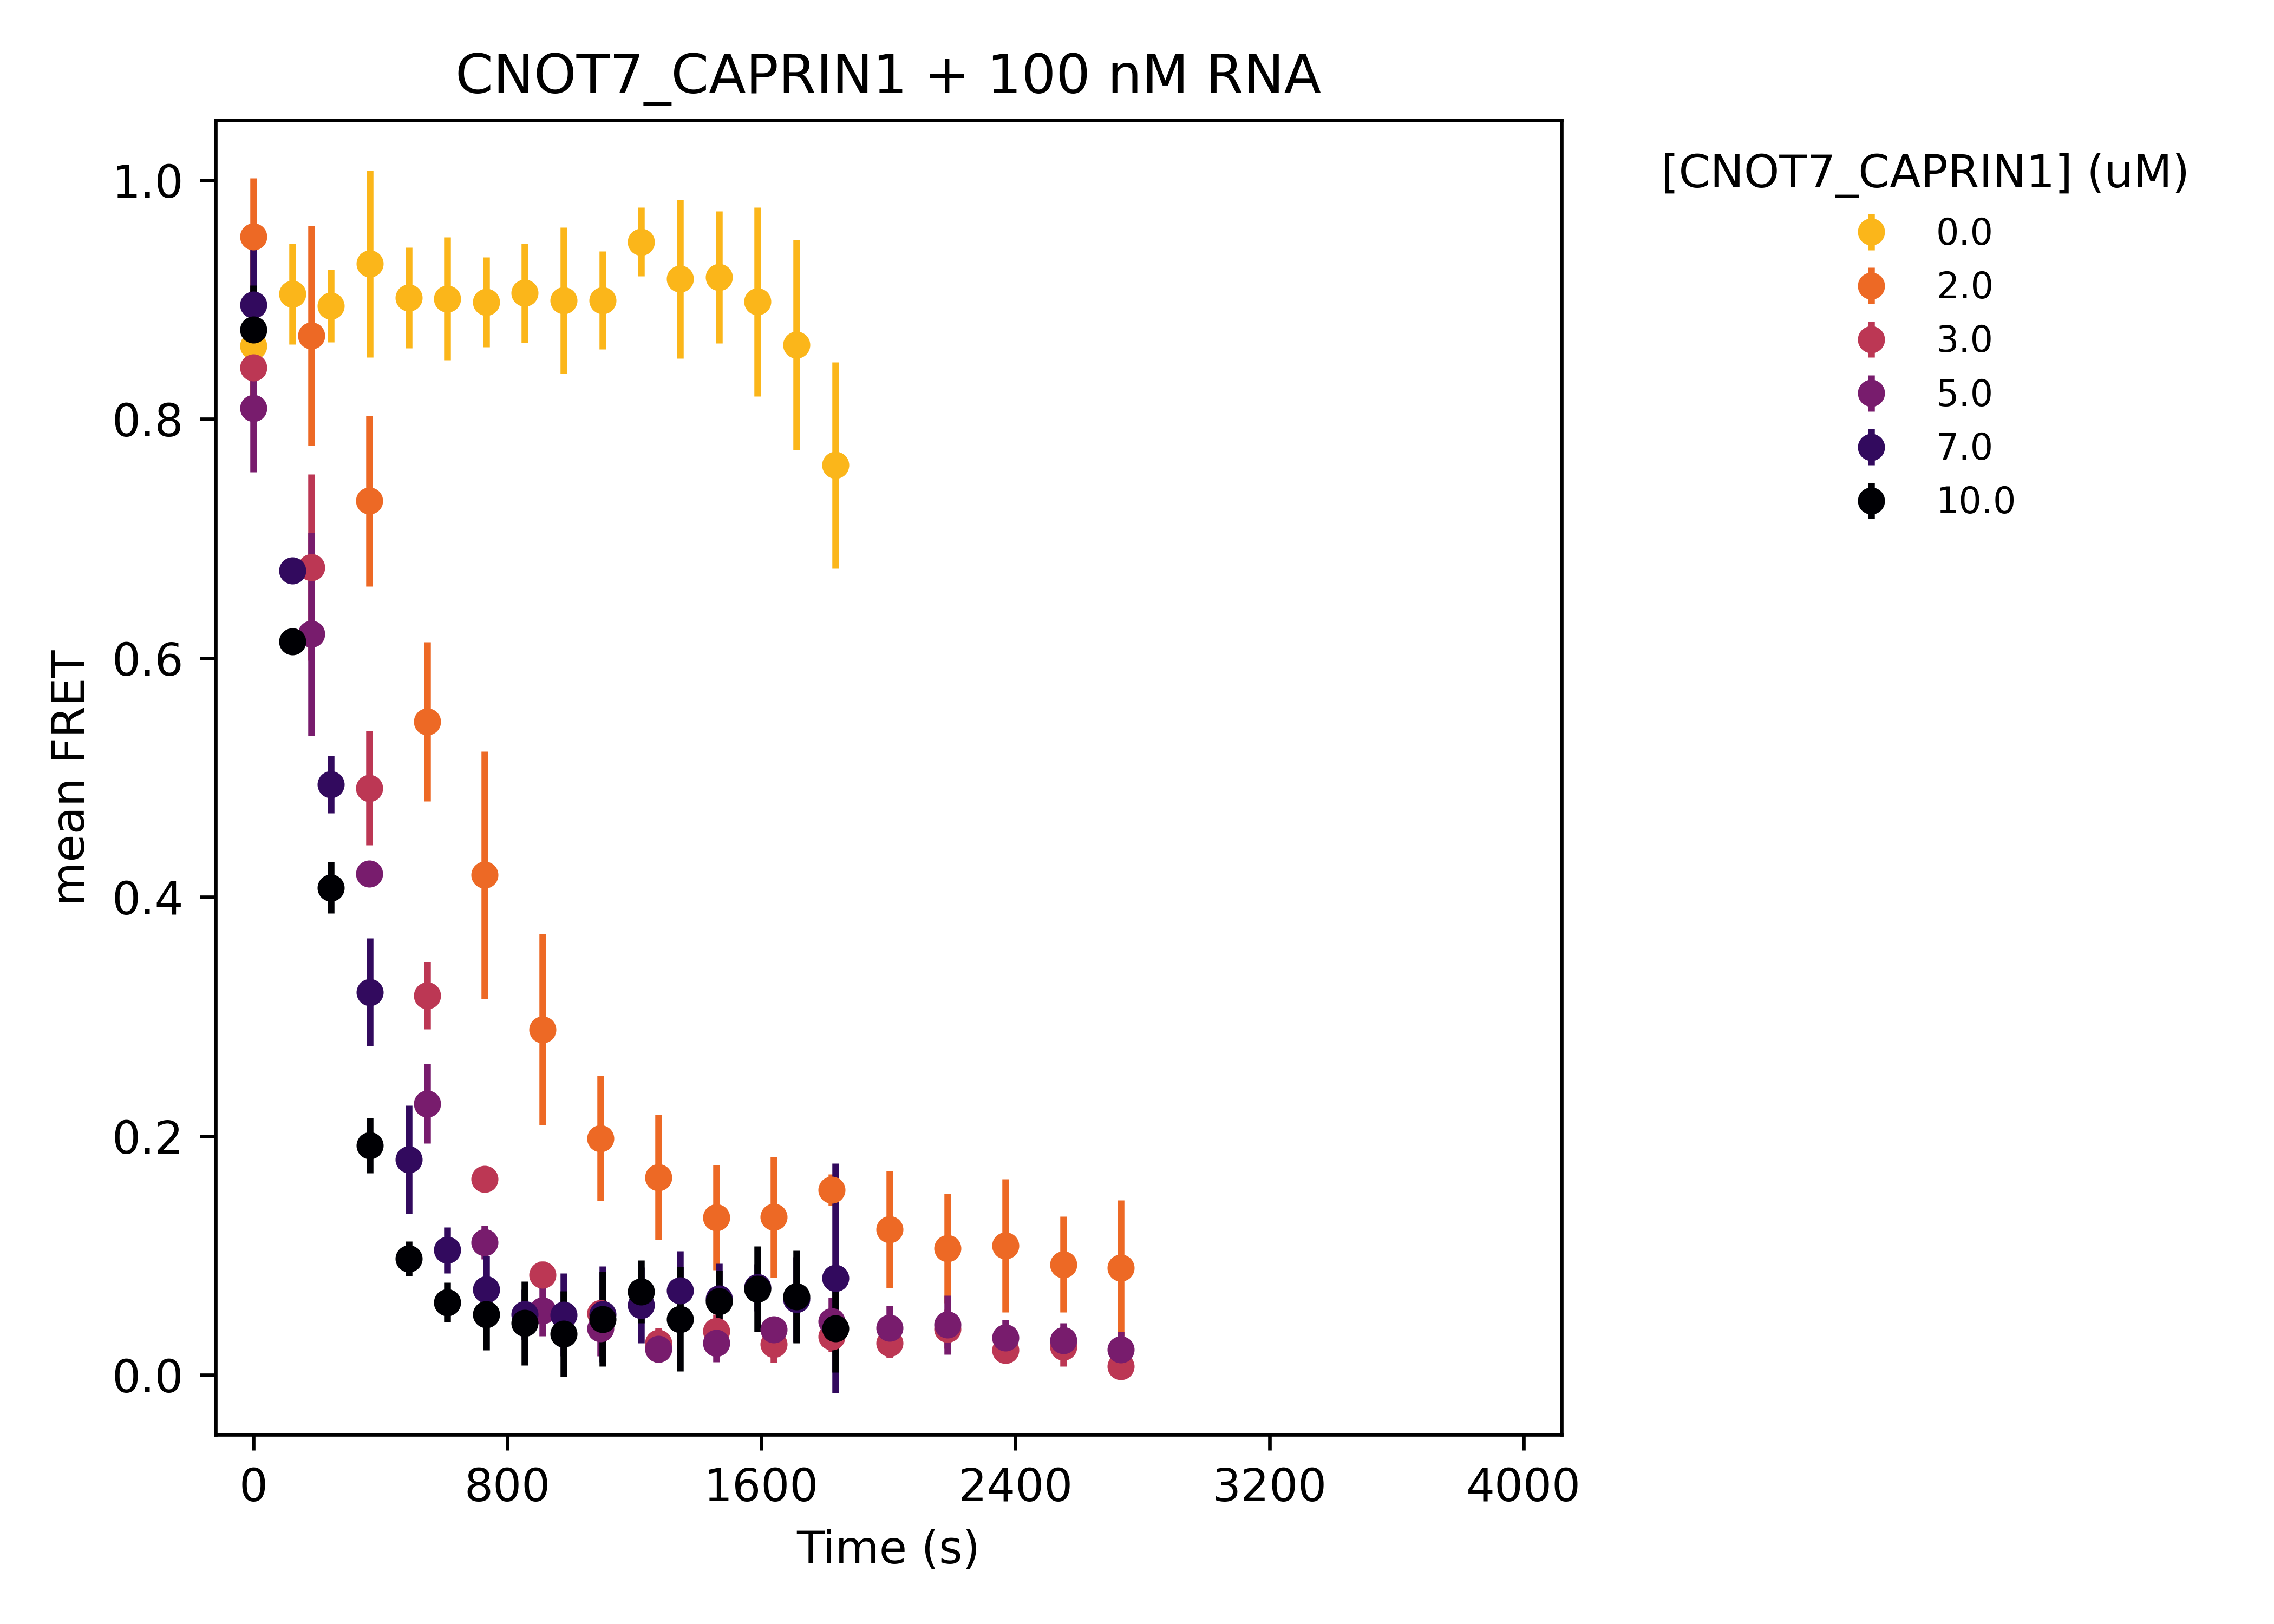 CNOT7_CAPRIN1 + 100 nM RNA
[CNOT7_CAPRIN1] (uM)
0.0
2.0
3.0
5.0
7.0
10.0
mean FRET
1.0
0.8
0.6
0.4
0.2
0.0
0 800 1600 2400 3200 4000
Time (s)